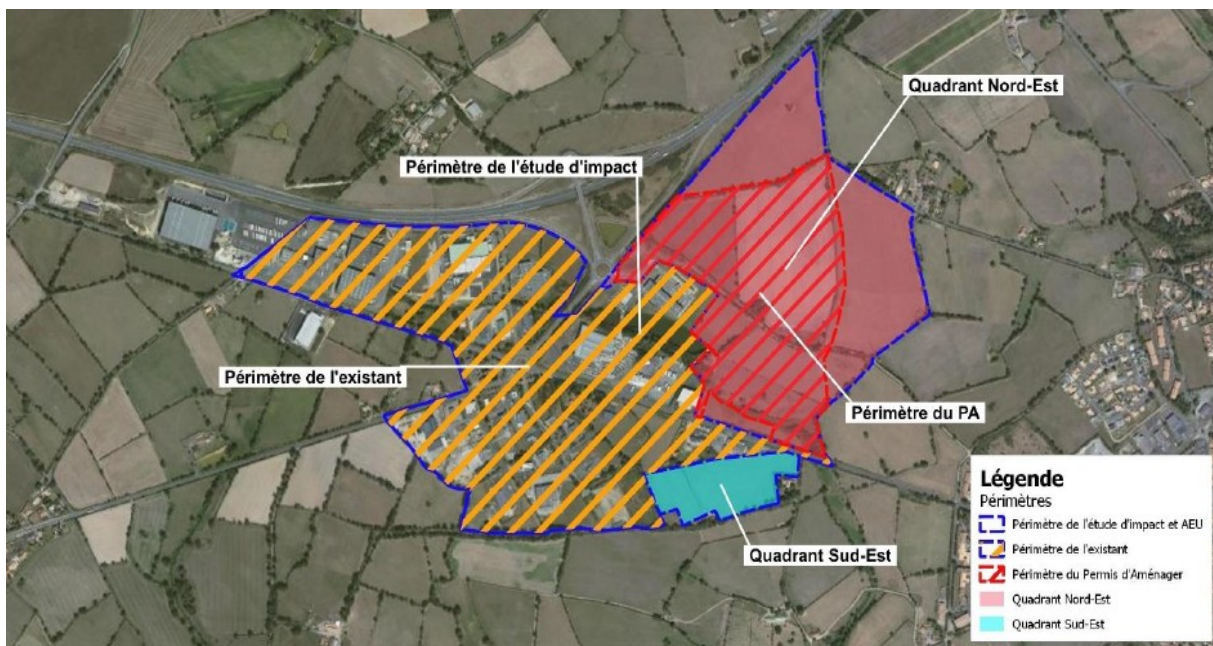 Quadrant Nord-Est
Périmètre de l'étude d'impact
Périmètre de l'existant
Périmètre du PA
Quadrant Sud-Est
Légende
Périmètres
Périmètre de l'étude d'impact et AEU
Périmètre de l'existant
Périmètre du Permis d'Aménager
Quadrant Nord-Est
Quadrant Sud-Est